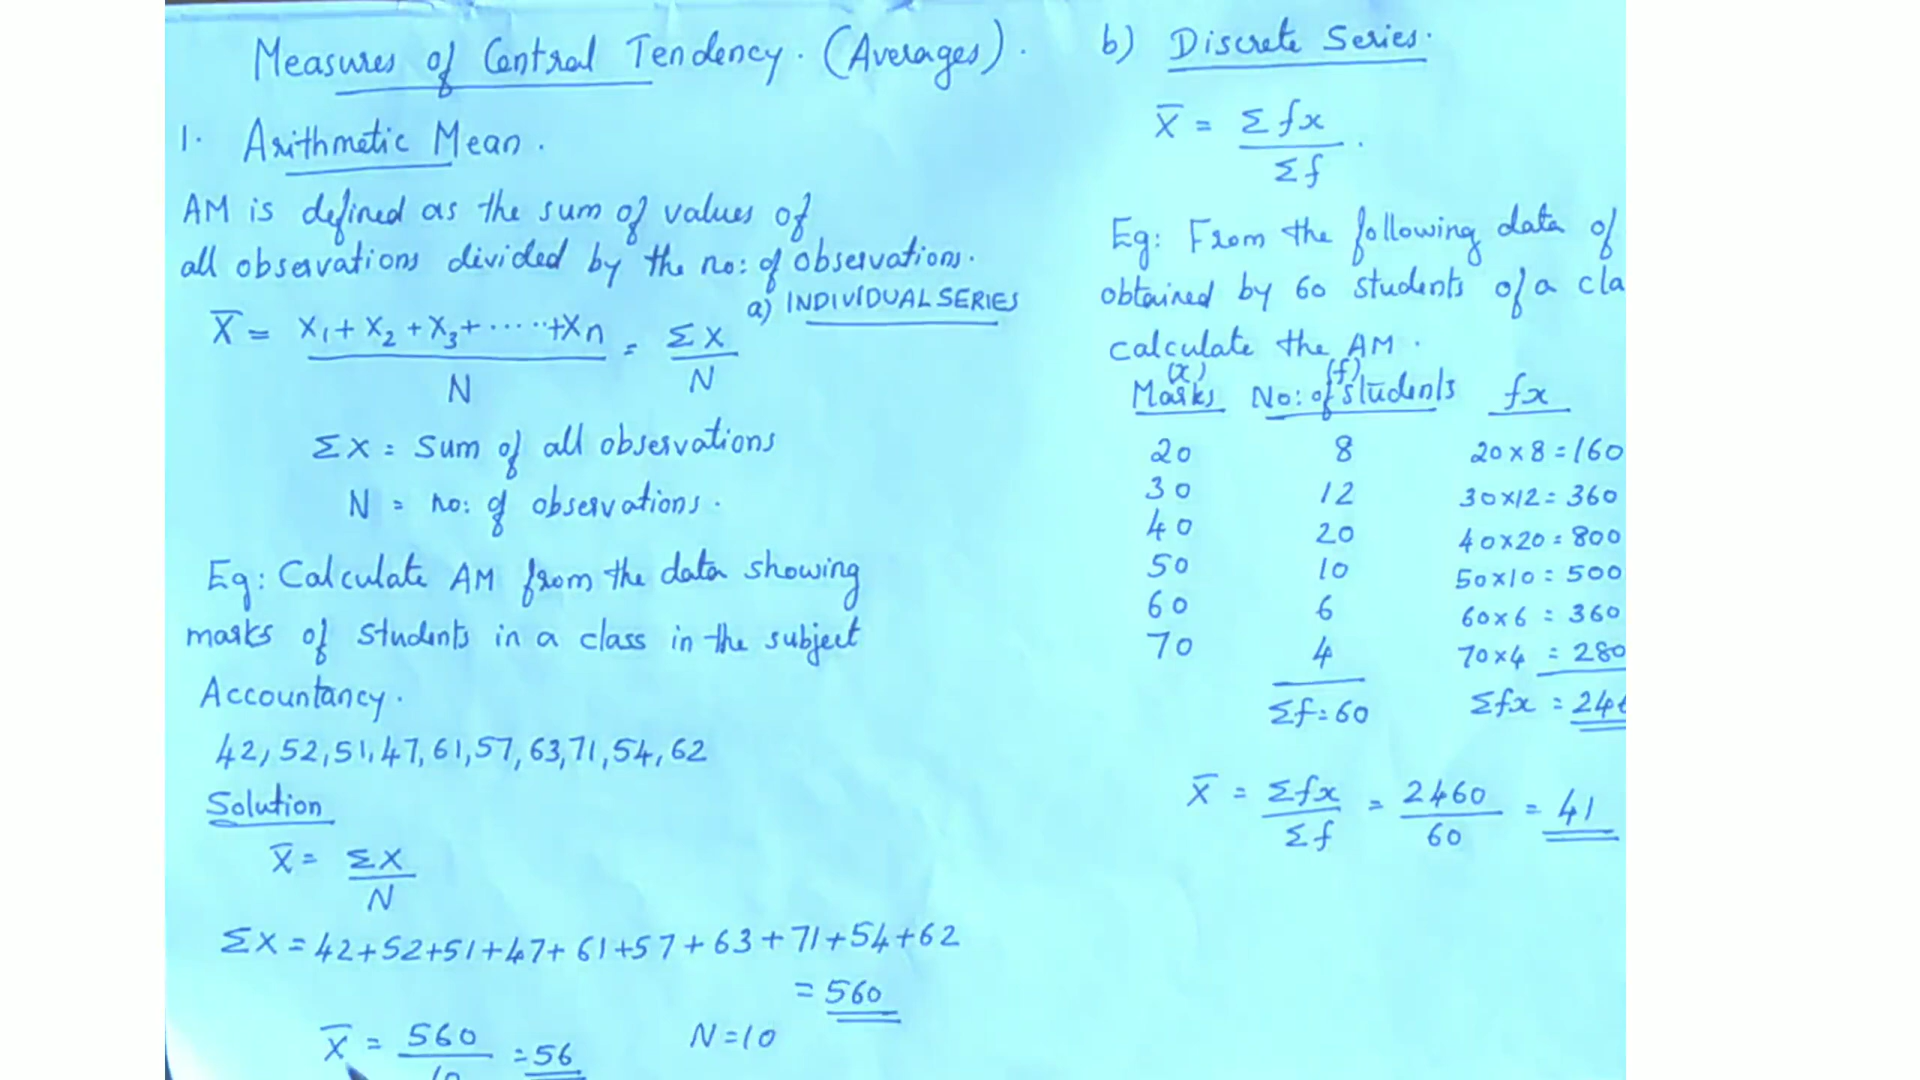 Measures of Central Tendency. (Averages).
1. Arithmetic Mean.
AM is defined as the sum of values of
all observations divided by the no: of observations.
a) INDIVIDUAL SERIES
X̄ = X₁ + X₂ + X₃ + ...... + Xn / N = ΣX / N
ΣX = Sum of all observations
N = no: of observations.
Eg: Calculate AM from the data showing
marks of students in a class in the subject
Accountancy.
42, 52, 51, 47, 61, 57, 63, 71, 54, 62
Solution
X̄ = ΣX / N
ΣX = 42+52+51+47+61+57+63+71+54+62
= 560
N = 10
X̄ = 560 / 10 = 56
b) Discrete Series.
X̄ = Σfx / Σf.
Eg: From the following data of
obtained by 60 students of a cla
calculate the AM.
(x) (f)
Marks No: of students fx
20 8 20×8=160
30 12 30×12=360
40 20 40×20=800
50 10 50×10=500
60 6 60×6=360
70 4 70×4=280
Σf=60 Σfx=246
X̄ = Σfx / Σf = 2460 / 60 = 41